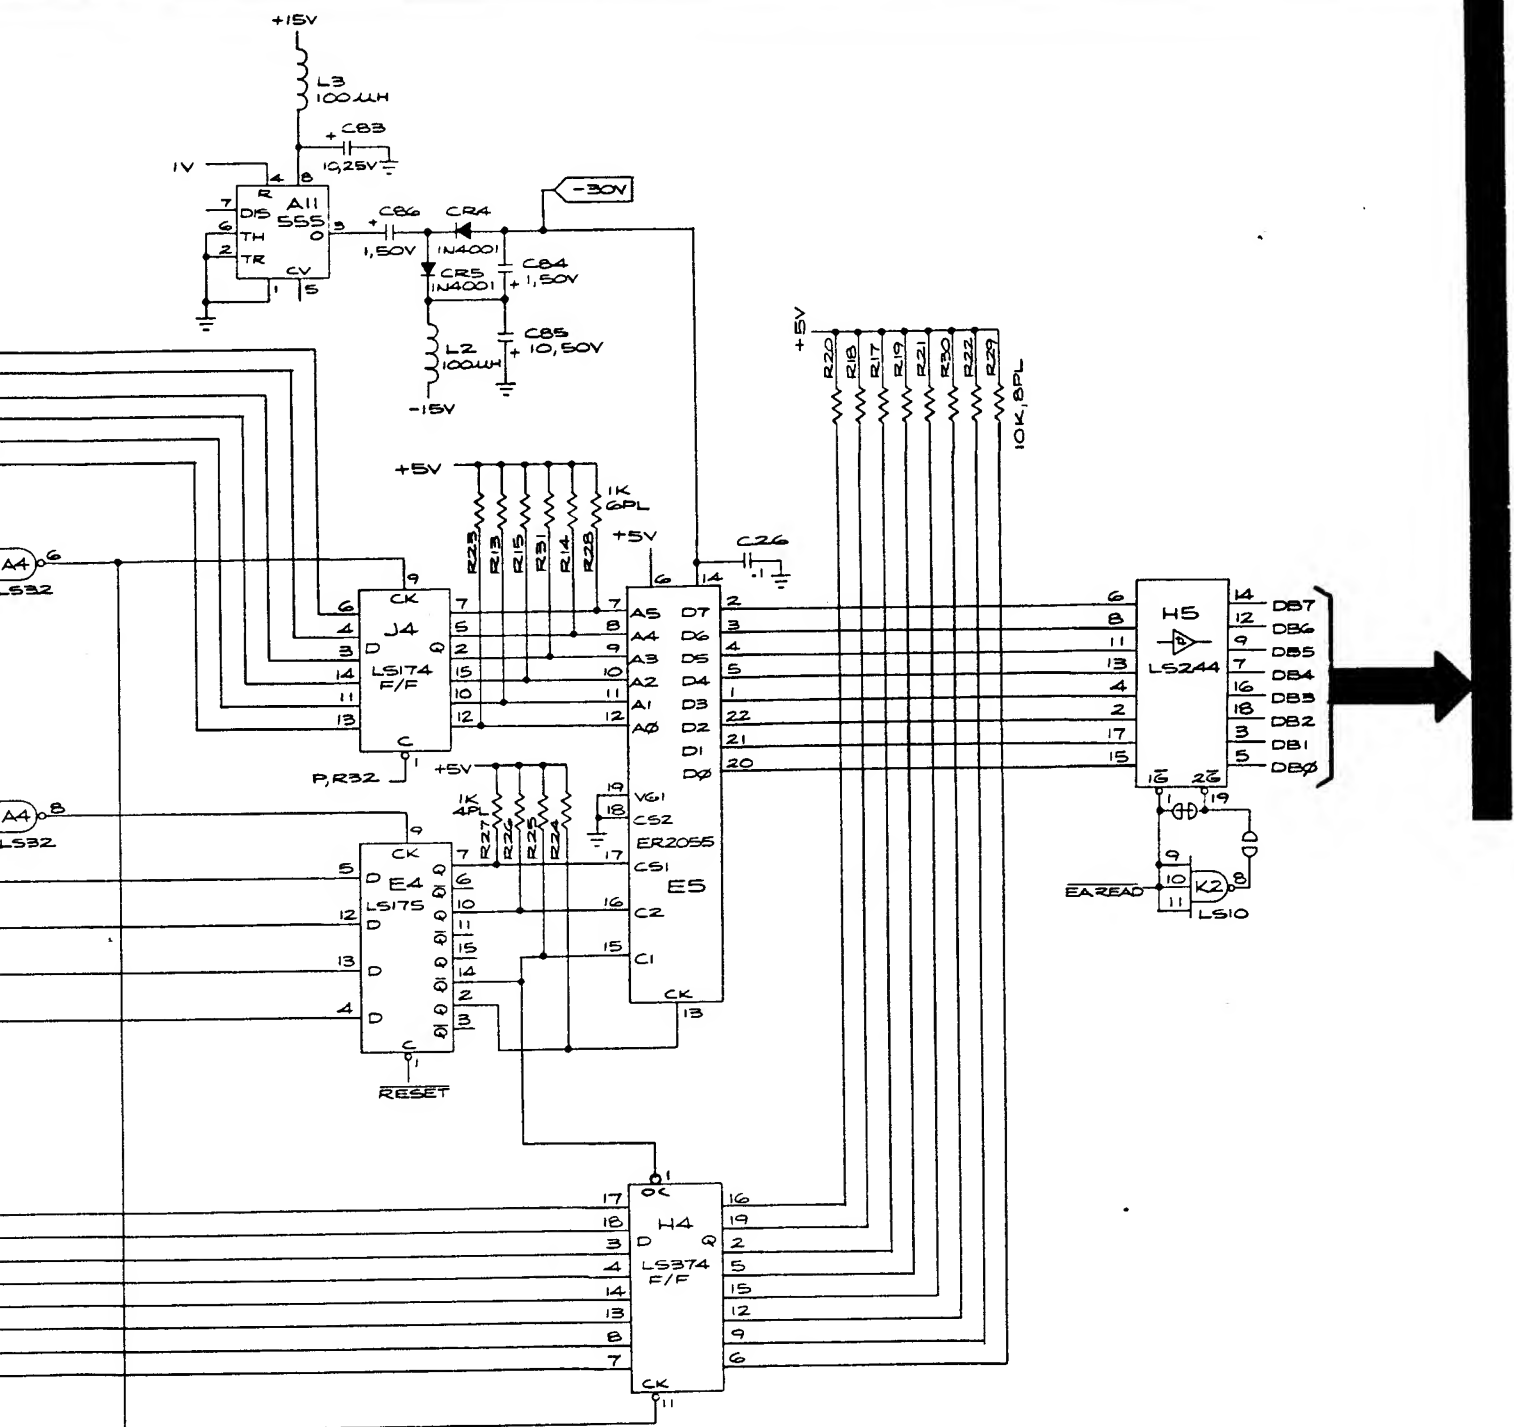 +15V
L3
100µH
+ C83
10,25V
1V
4 8
R
A11
555
7 DIS
6 TH
2 TR
O 3
CV
1 5
+ C86
1,50V
CR4
1N4001
CR5
1N4001
-30V
C84
+ 1,50V
C85
+ 10,50V
L2
100µH
-15V
+5V
R20
R18
R17
R19
R21
R30
R22
R29
10K,8PL
+5V
1K
6PL
R23
R13
R15
R31
R14
R28
+5V
6
14
C26
.1
A4 6
LS32
9
CK
J4
D Q
LS174
F/F
6
4
3
14
11
13
7
5
2
15
10
12
C
1
P,R32
7 A5 D7 2
8 A4 D6 3
9 A3 D5 4
10 A2 D4 5
11 A1 D3 1
12 AØ D2 22
D1 21
DØ 20
19 VG1
18 CS2
ER2055
17 CS1
E5
16 C2
15 C1
CK
13
6
8
11
13
4
2
17
15
H5
LS244
14 DB7
12 DB6
9 DB5
7 DB4
16 DB3
18 DB2
3 DB1
5 DBØ
1G 2G
1 19
EAREAD
9
10
11
K2 8
LS10
A4 8
LS32
+5V
1K
4PL
R27
R26
R25
R24
9
CK
E4
LS175
5 D
12 D
13 D
4 D
Q 7
Q 6
Q 10
Q 11
Q 15
Q 14
Q 2
Q 3
C
1
RESET
1
OC
H4
D Q
LS374
F/F
17
18
3
4
14
13
8
7
16
19
2
5
15
12
9
6
CK
11